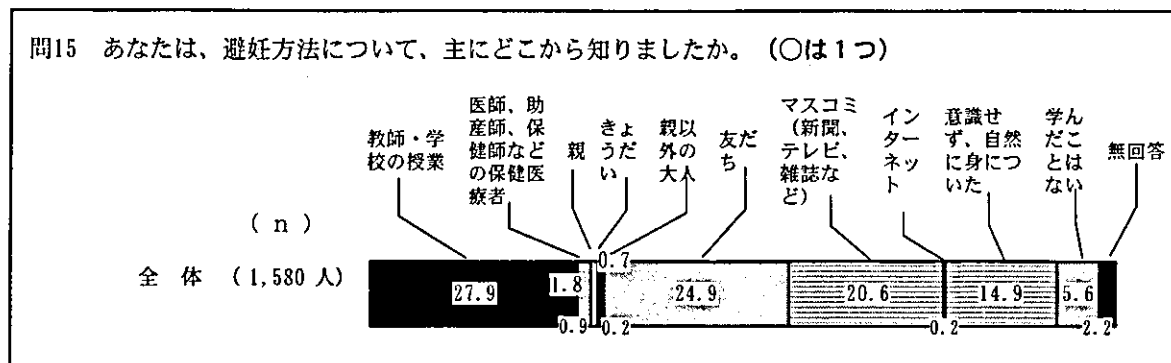 問15 あなたは、避妊方法について、主にどこから知りましたか。（○は１つ）
教師・学
校の授業
医師、助
産師、保
健師など
の保健医
療者
親
きょ
うだ
い
親以
外の
大人
友だ
ち
マスコミ
（新聞、
テレビ、
雑誌な
ど）
イン
ター
ネッ
ト
意識せ
ず、自然
に身につ
いた
学ん
だこ
とは
ない
無回答
( n )
全 体 (1,580 人)
27.9
1.8
0.9
0.7
0.2
24.9
20.6
0.2
14.9
5.6
2.2